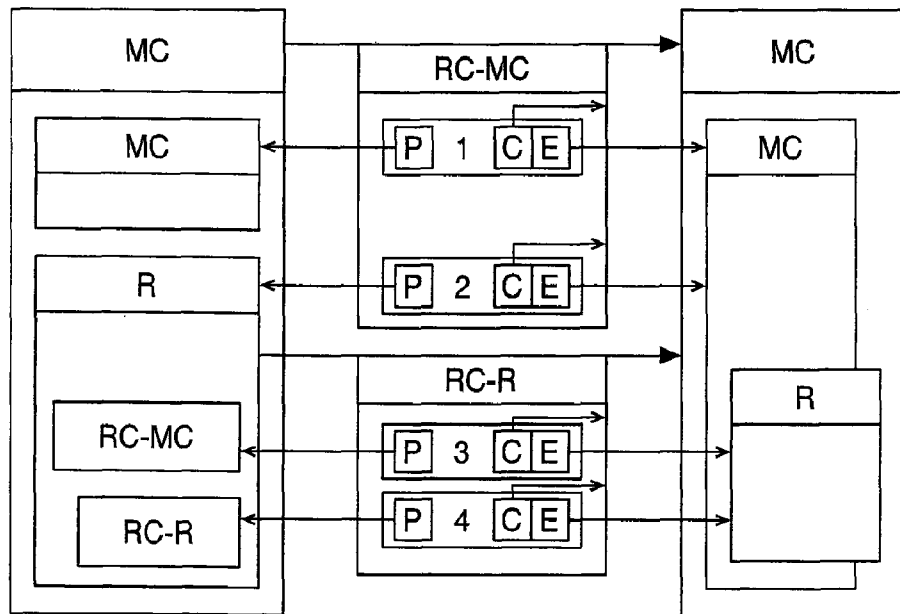 MC
RC-MC
MC
MC
P 1 C E
MC
R
P 2 C E
RC-R
R
RC-MC
P 3 C E
RC-R
P 4 C E